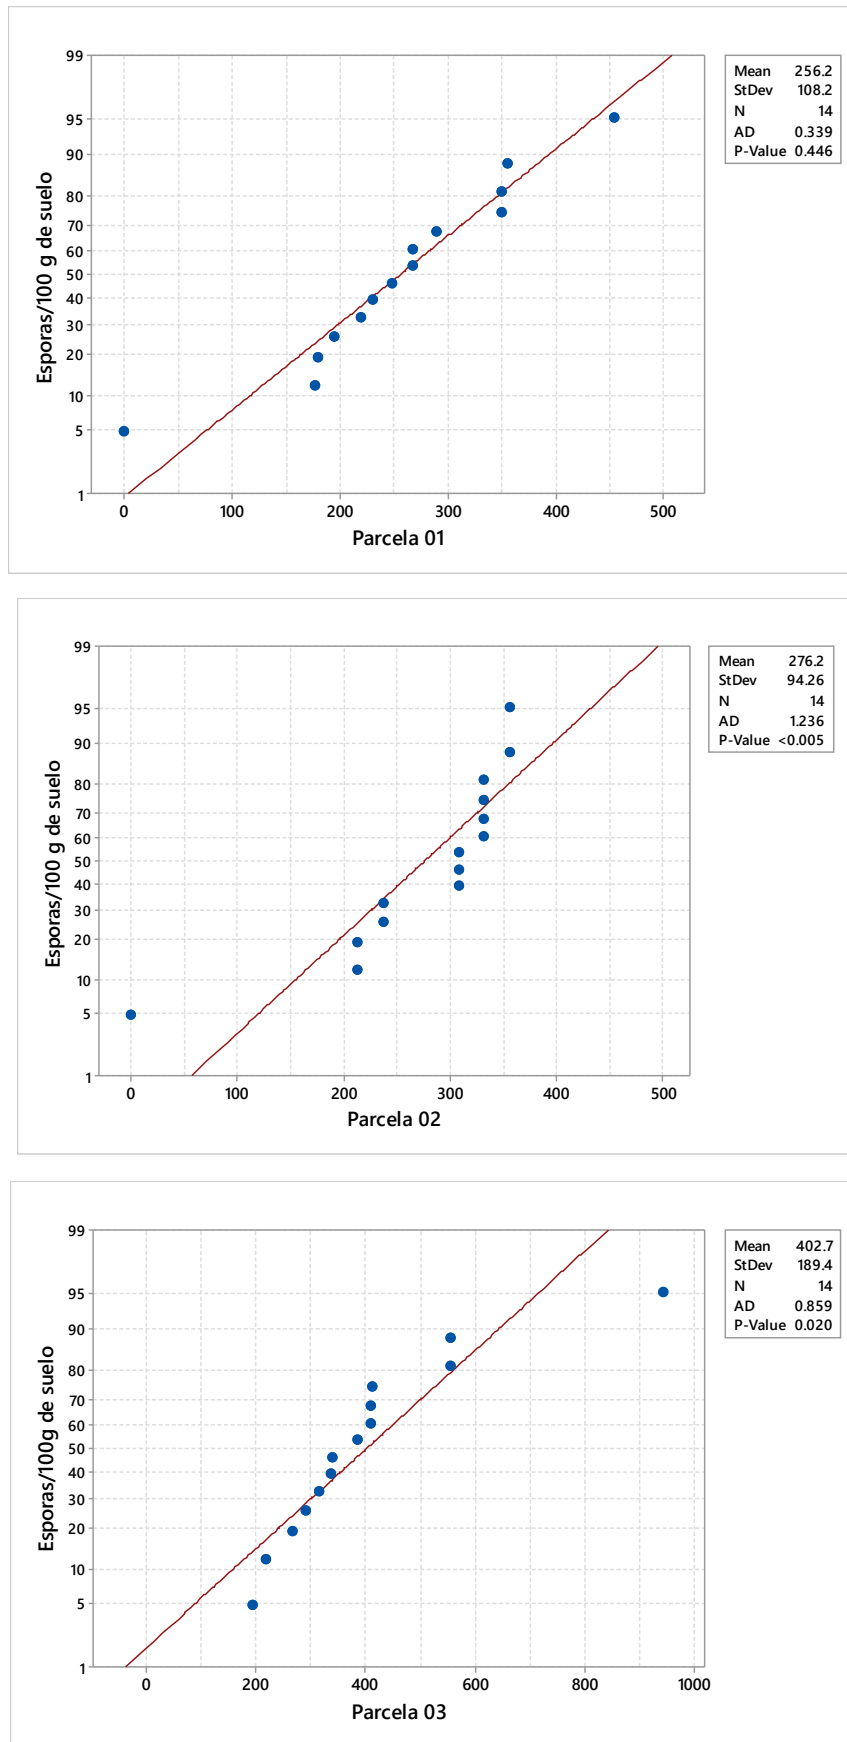 99
95
90
80
70
60
50
40
30
20
10
5
1
Esporas/100 g de suelo
0 100 200 300 400 500
Parcela 01
Mean 256.2
StDev 108.2
N 14
AD 0.339
P-Value 0.446
99
95
90
80
70
60
50
40
30
20
10
5
1
Esporas/100 g de suelo
0 100 200 300 400 500
Parcela 02
Mean 276.2
StDev 94.26
N 14
AD 1.236
P-Value <0.005
99
95
90
80
70
60
50
40
30
20
10
5
1
Esporas/100g de suelo
0 200 400 600 800 1000
Parcela 03
Mean 402.7
StDev 189.4
N 14
AD 0.859
P-Value 0.020